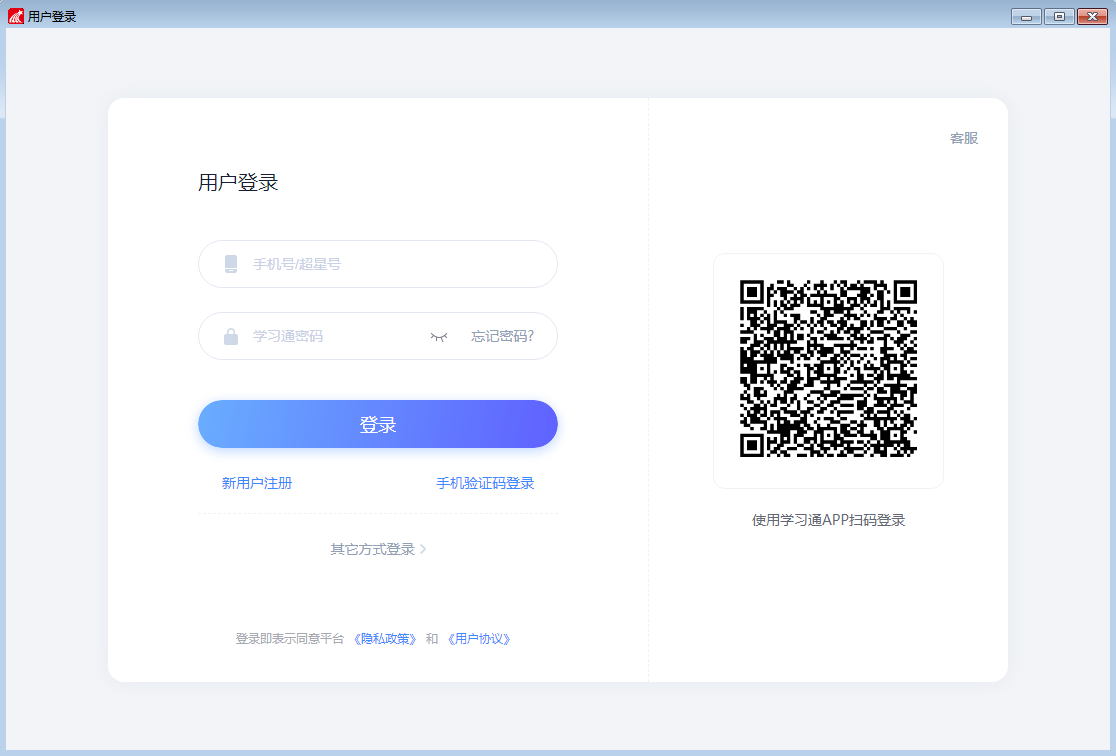 用户登录
客服
用户登录
手机号/超星号
学习通密码 忘记密码?
登录
新用户注册 手机验证码登录
使用学习通APP扫码登录
其它方式登录
登录即表示同意平台 《隐私政策》 和 《用户协议》